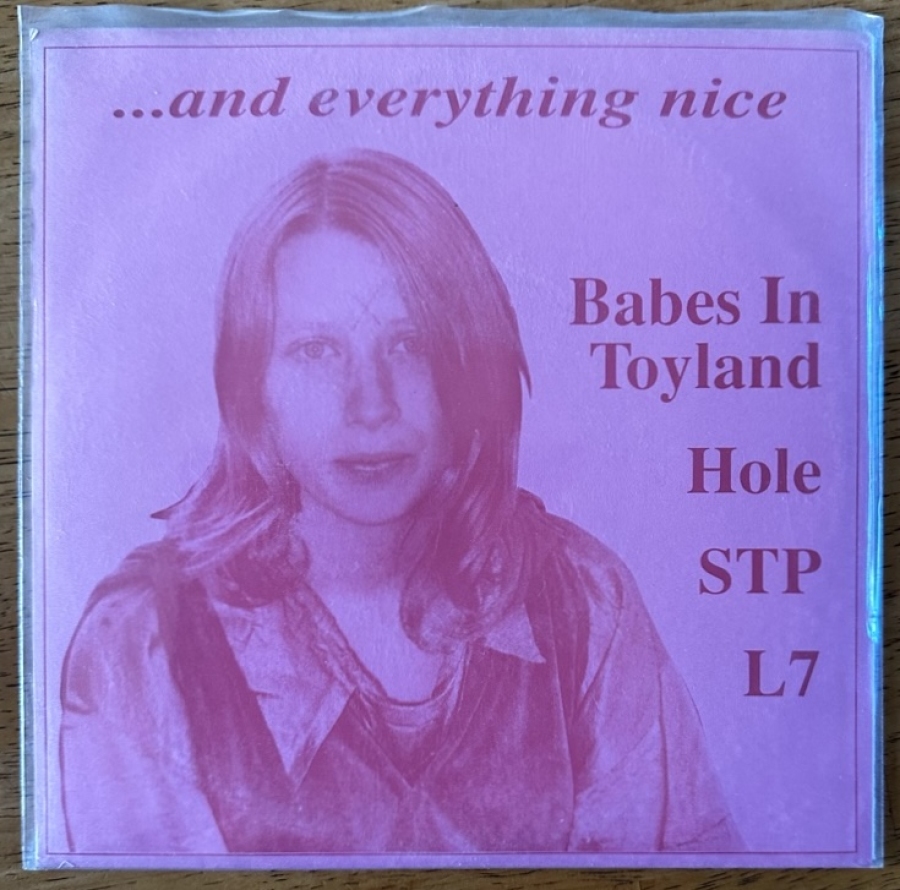 ...and everything nice
Babes In
Toyland
Hole
STP
L7